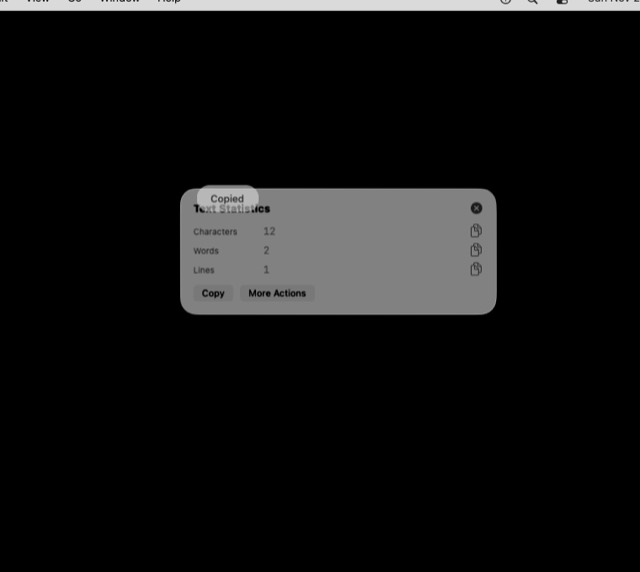 View Go Window Help
Copied
Text Statistics
Characters 12
Words 2
Lines 1
Copy More Actions